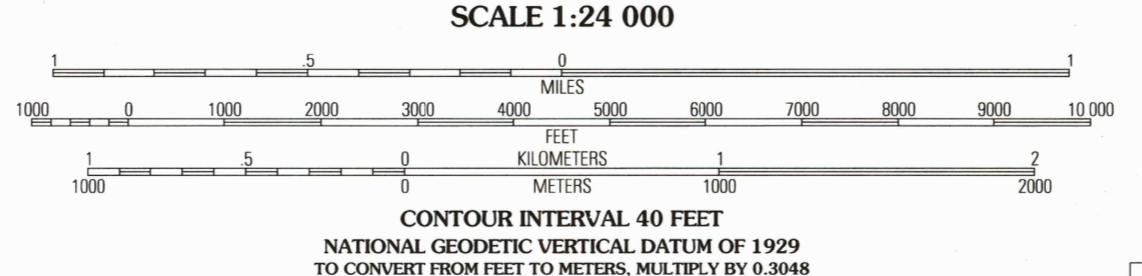 SCALE 1:24 000
1 .5 0 1
MILES
1000 0 1000 2000 3000 4000 5000 6000 7000 8000 9000 10 000
FEET
1 .5 0 KILOMETERS 1 2
1000 0 METERS 1000 2000
CONTOUR INTERVAL 40 FEET
NATIONAL GEODETIC VERTICAL DATUM OF 1929
TO CONVERT FROM FEET TO METERS, MULTIPLY BY 0.3048